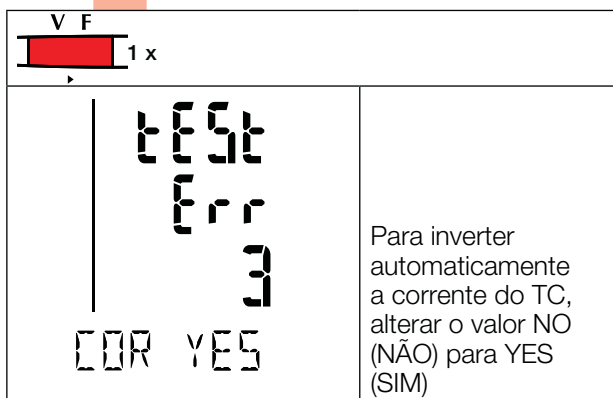 V F
1 x
tESt
Err
3
COR YES
Para inverter
automaticamente
a corrente do TC,
alterar o valor NO
(NÃO) para YES
(SIM)